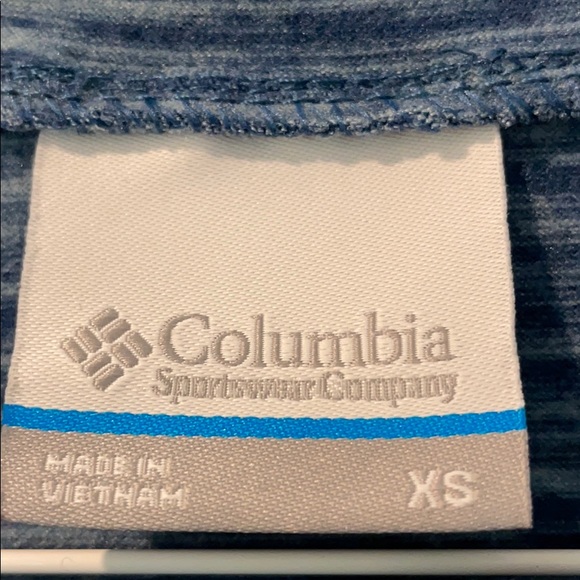 Columbia
Sportswear Company
MADE IN
VIETNAM
XS